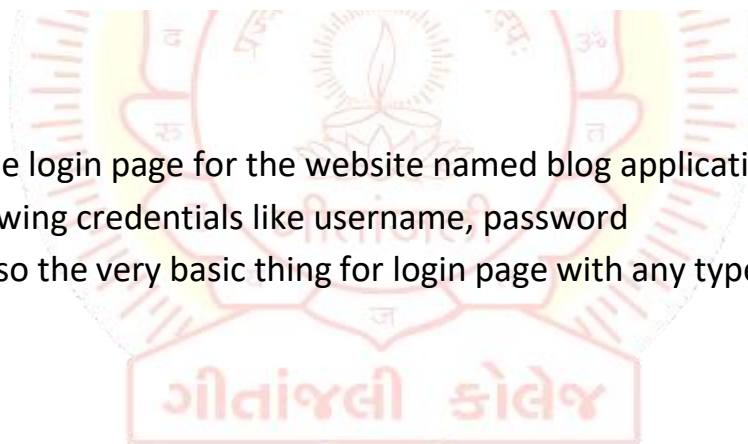 દ
ૐ
રુ
त
e login page for the website named blog applicati
wing credentials like username, password
ગીતાંજલી
so the very basic thing for login page with any type
ज
ગીતાંજલી કોલેજ